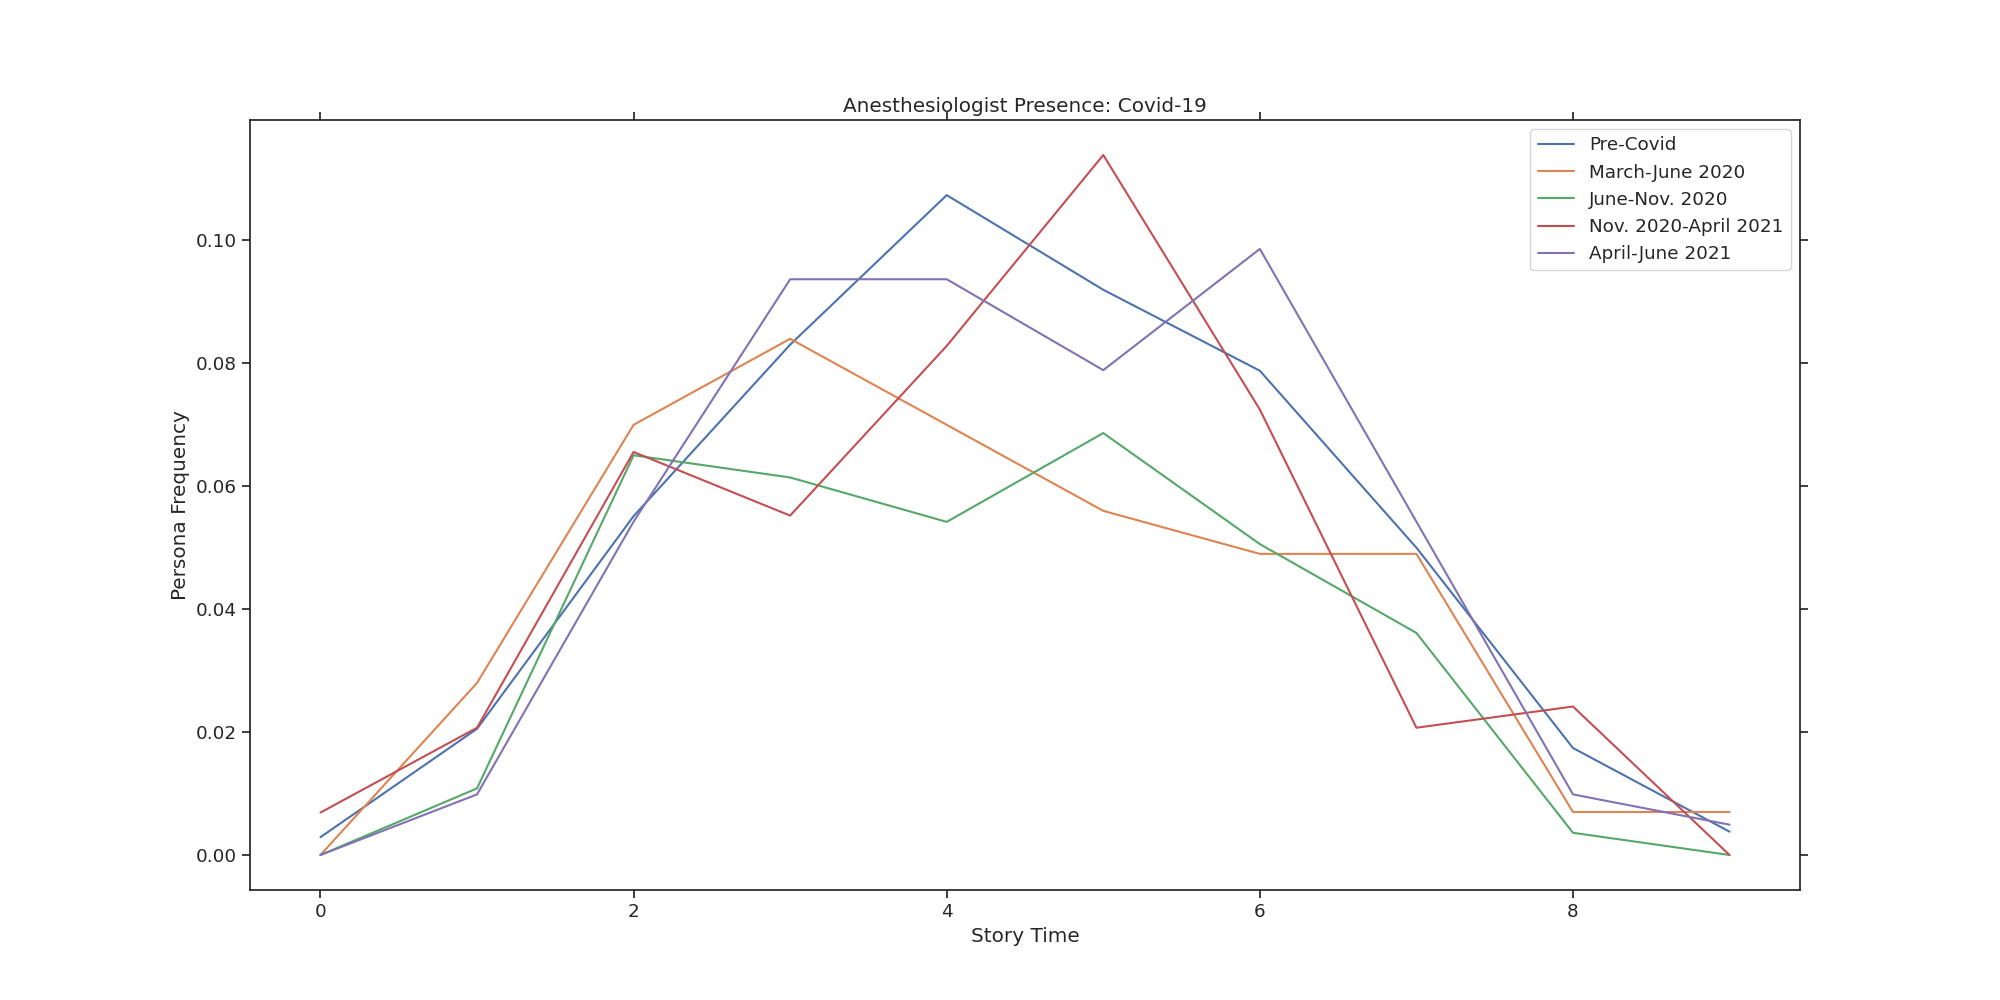 Anesthesiologist Presence: Covid-19
Pre-Covid
March-June 2020
June-Nov. 2020
Nov. 2020-April 2021
April-June 2021
Persona Frequency
0.10
0.08
0.06
0.04
0.02
0.00
0 2 4 6 8
Story Time